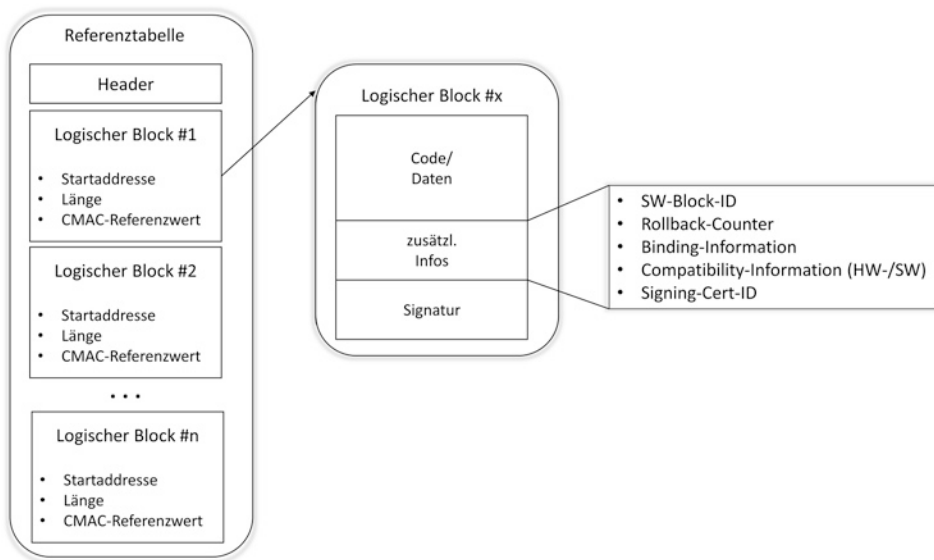 Referenztabelle
Header
Logischer Block #1
• Startaddresse
• Länge
• CMAC-Referenzwert
Logischer Block #2
• Startaddresse
• Länge
• CMAC-Referenzwert
• • •
Logischer Block #n
• Startaddresse
• Länge
• CMAC-Referenzwert
Logischer Block #x
Code/
Daten
zusätzl.
Infos
Signatur
• SW-Block-ID
• Rollback-Counter
• Binding-Information
• Compatibility-Information (HW-/SW)
• Signing-Cert-ID